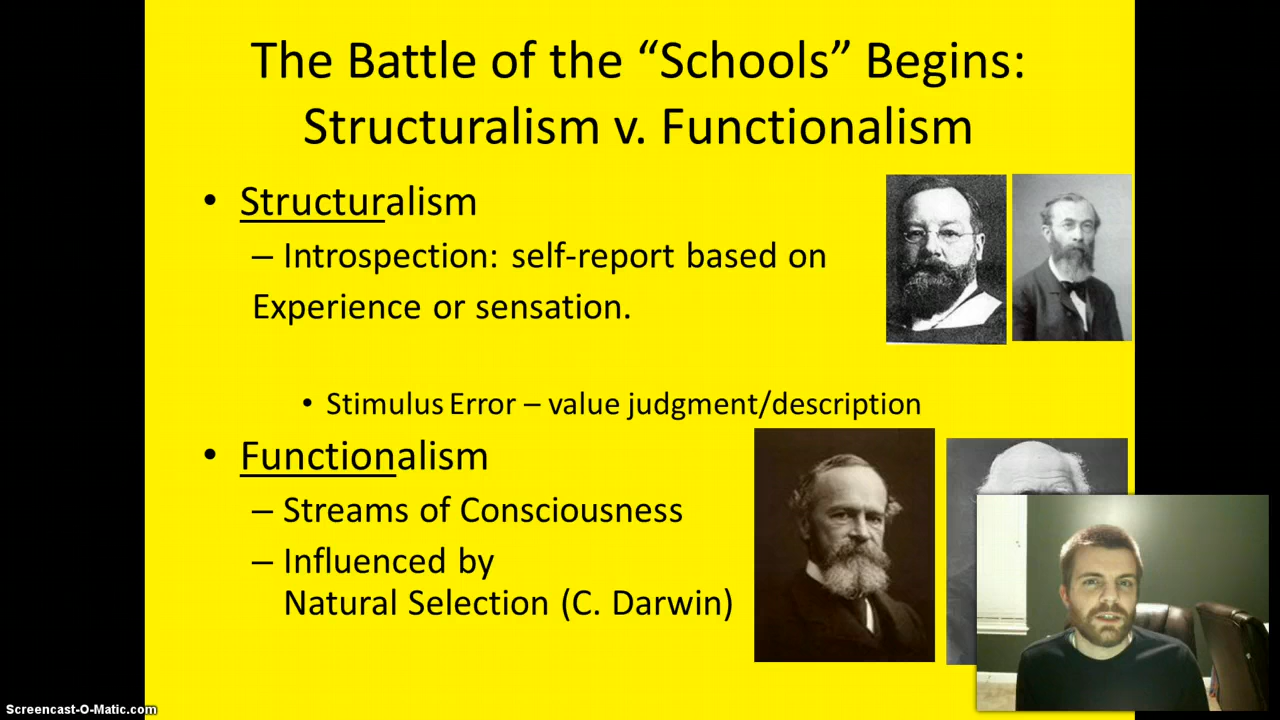 The Battle of the “Schools” Begins:
Structuralism v. Functionalism
• Structuralism
– Introspection: self-report based on
Experience or sensation.
• Stimulus Error – value judgment/description
• Functionalism
– Streams of Consciousness
– Influenced by
Natural Selection (C. Darwin)
Screencast-O-Matic.com